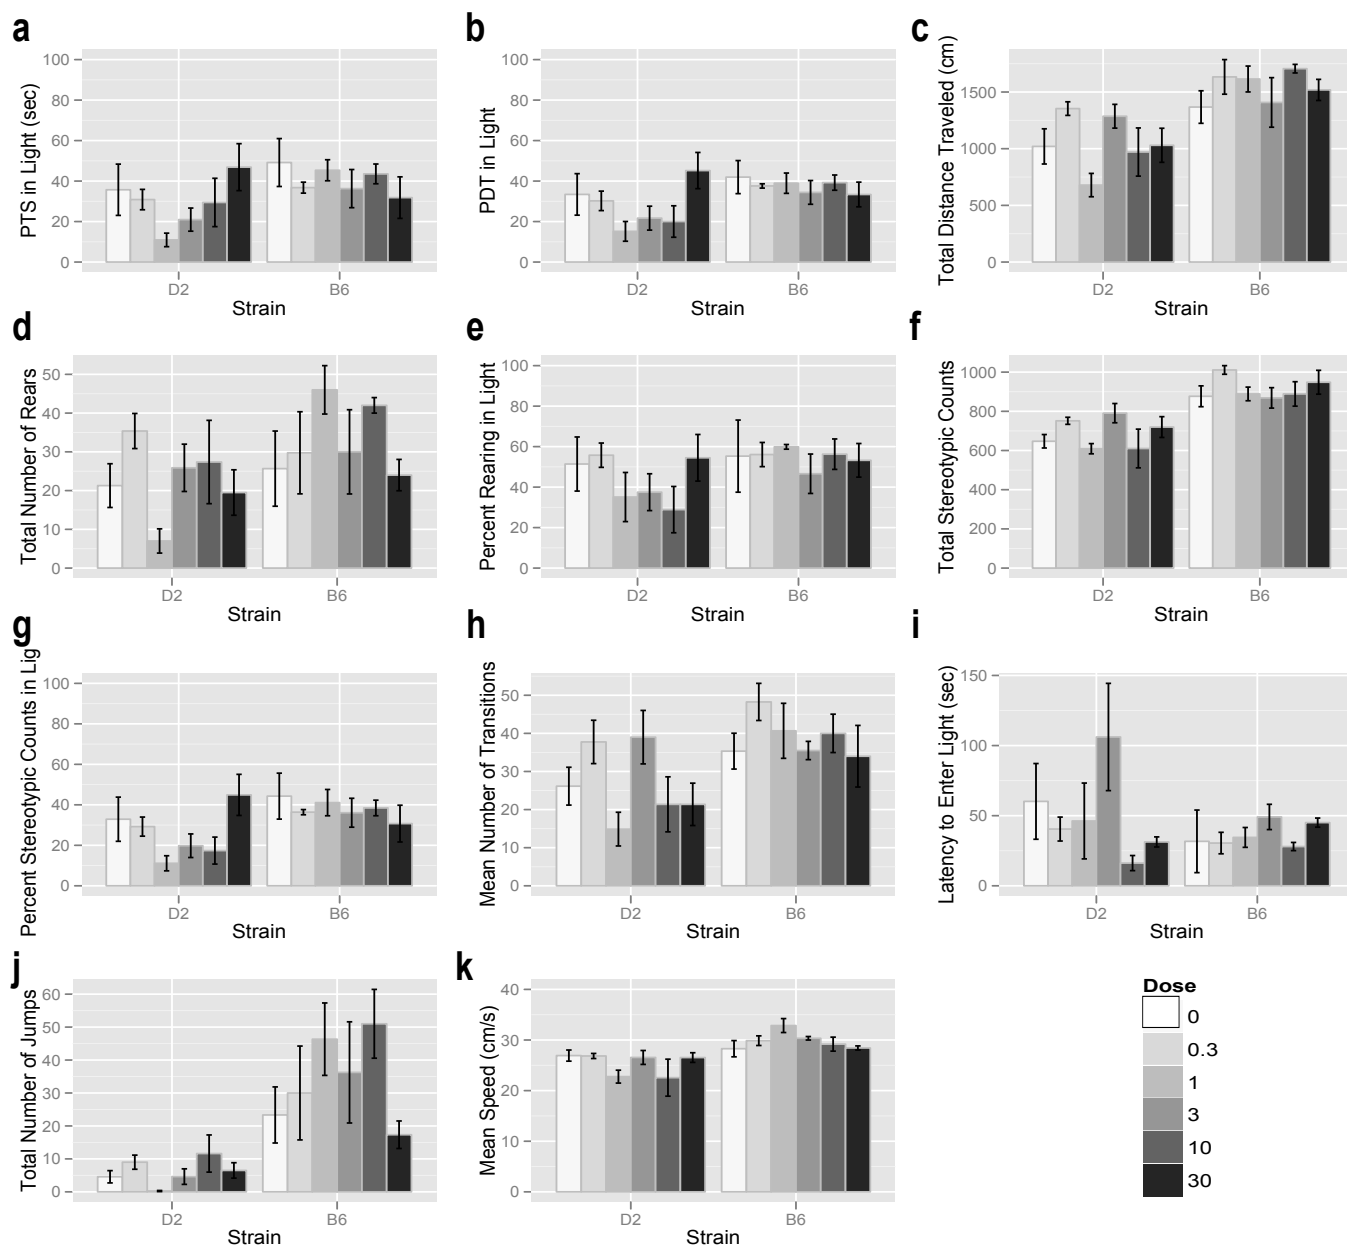 a
PTS in Light (sec)
100
80
60
40
20
0
D2 B6
Strain
b
PDT in Light
100
80
60
40
20
0
D2 B6
Strain
c
Total Distance Traveled (cm)
1500
1000
500
0
D2 B6
Strain
d
Total Number of Rears
50
40
30
20
10
0
D2 B6
Strain
e
Percent Rearing in Light
100
80
60
40
20
0
D2 B6
Strain
f
Total Stereotypic Counts
1000
800
600
400
200
0
D2 B6
Strain
g
Percent Stereotypic Counts in Lig
100
80
60
40
20
0
D2 B6
Strain
h
Mean Number of Transitions
50
40
30
20
10
0
D2 B6
Strain
i
Latency to Enter Light (sec)
150
100
50
0
D2 B6
Strain
j
Total Number of Jumps
60
50
40
30
20
10
0
D2 B6
Strain
k
Mean Speed (cm/s)
40
30
20
10
0
D2 B6
Strain
Dose
0
0.3
1
3
10
30